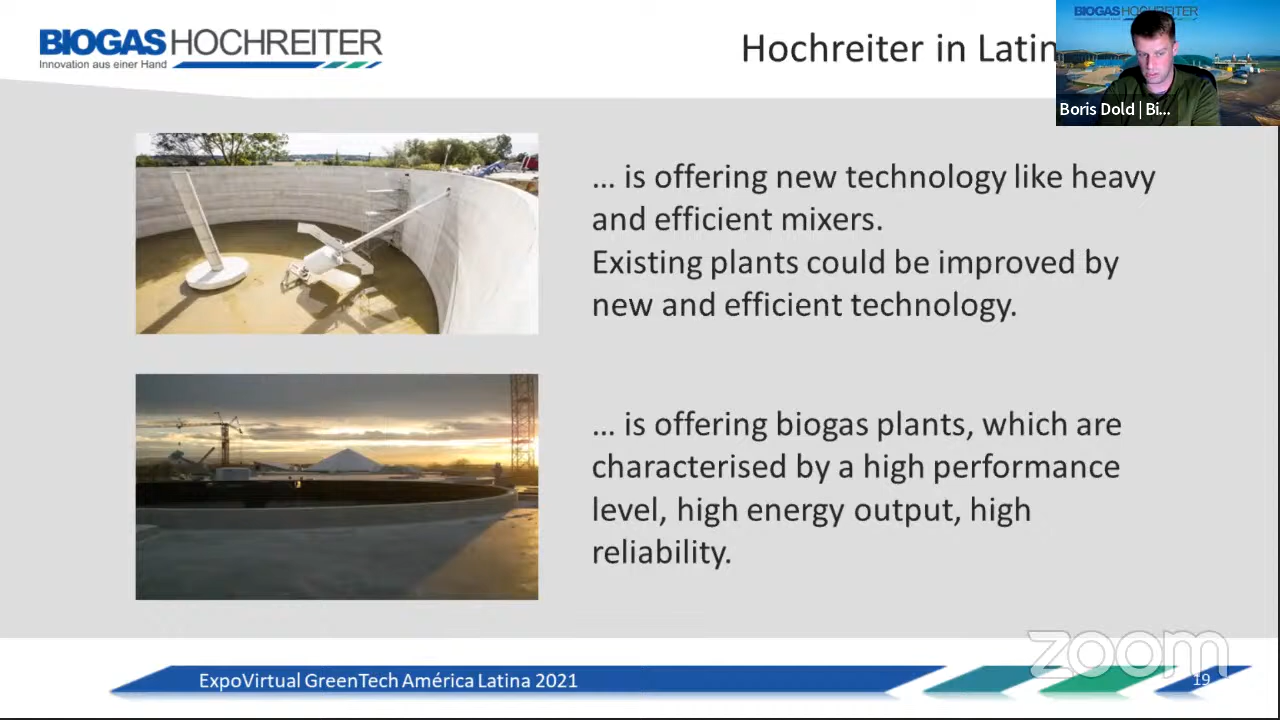 BIOGAS HOCHREITER
Innovation aus einer Hand
Hochreiter in Latin
BIOGAS HOCHREITER
Boris Dold | Bi...
... is offering new technology like heavy
and efficient mixers.
Existing plants could be improved by
new and efficient technology.
... is offering biogas plants, which are
characterised by a high performance
level, high energy output, high
reliability.
zoom
ExpoVirtual GreenTech América Latina 2021
19